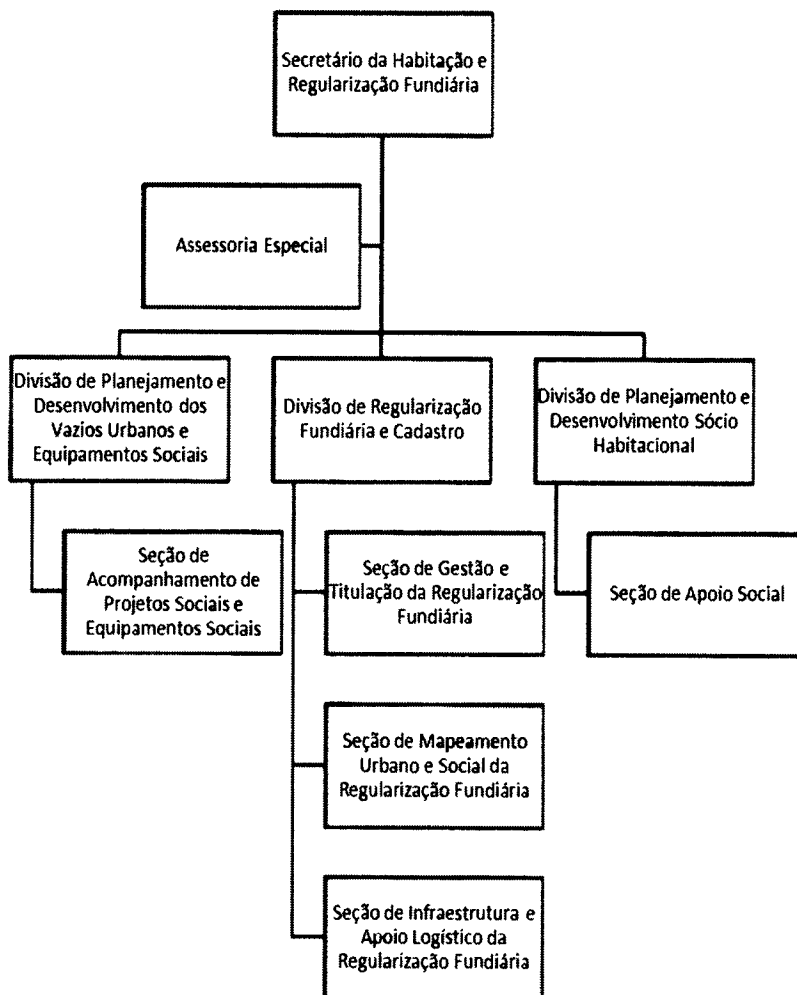 Secretário da Habitação e
Regularização Fundiária
Assessoria Especial
Divisão de Planejamento e
Desenvolvimento dos
Vazios Urbanos e
Equipamentos Sociais
Divisão de Regularização
Fundiária e Cadastro
Divisão de Planejamento e
Desenvolvimento Sócio
Habitacional
Seção de
Acompanhamento de
Projetos Sociais e
Equipamentos Sociais
Seção de Gestão e
Titulação da Regularização
Fundiária
Seção de Apoio Social
Seção de Mapeamento
Urbano e Social da
Regularização Fundiária
Seção de Infraestrutura e
Apoio Logístico da
Regularização Fundiária